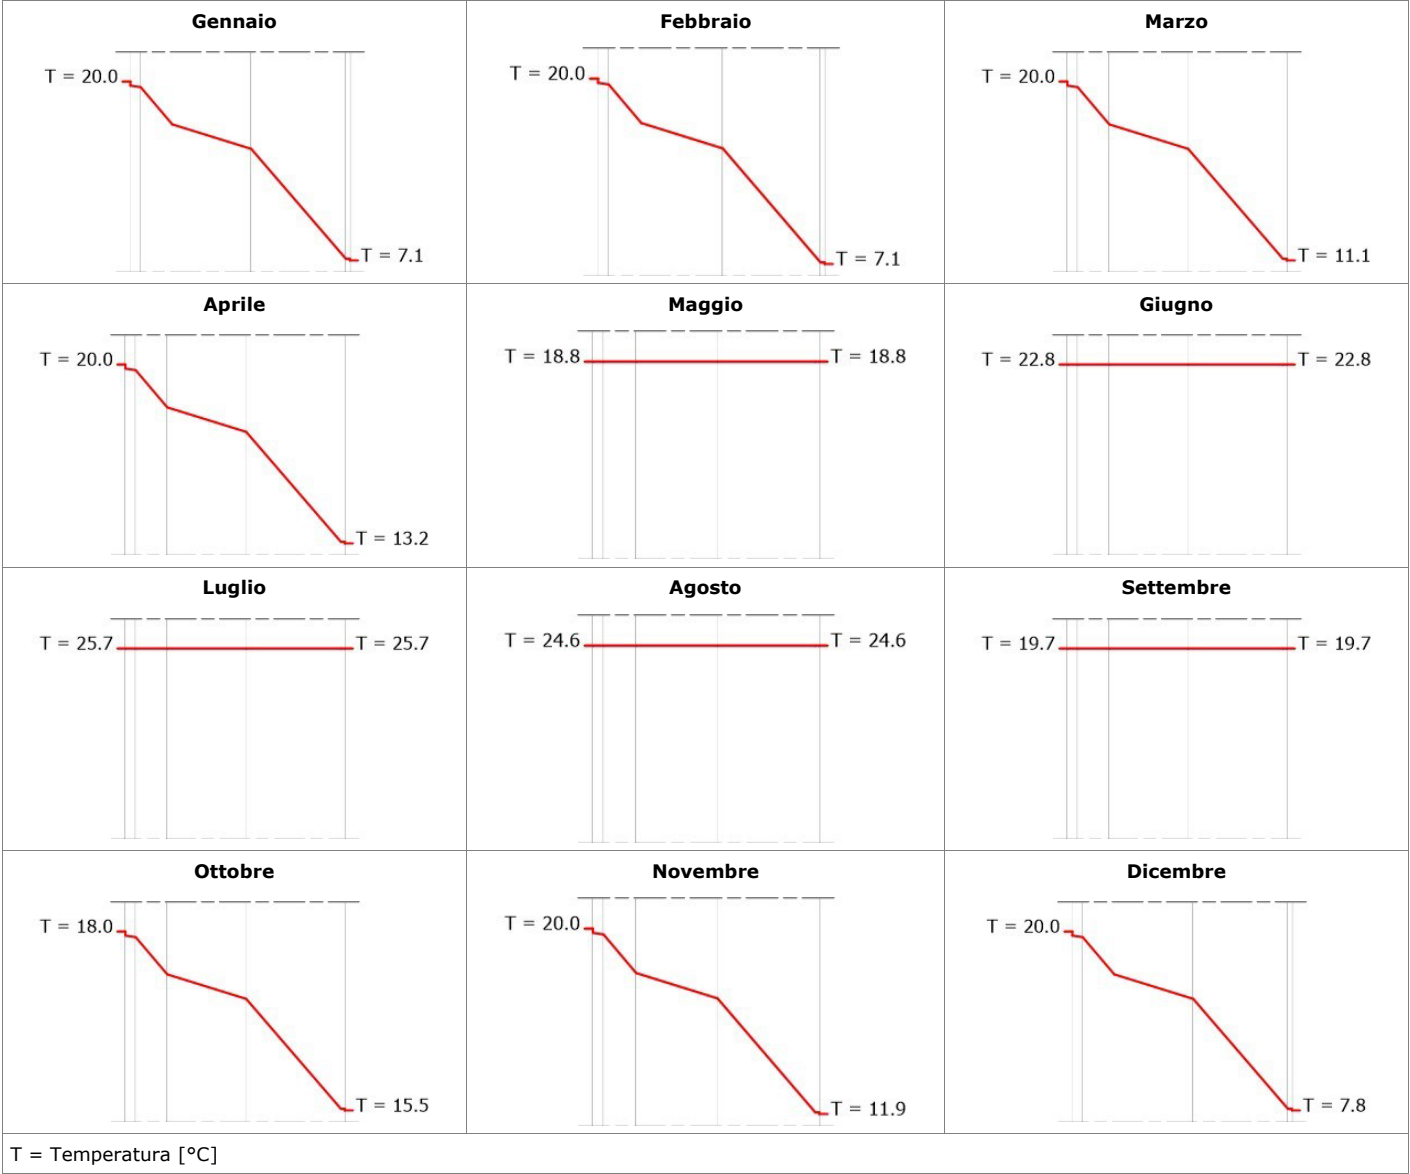 Gennaio
T = 20.0
T = 7.1
Febbraio
T = 20.0
T = 7.1
Marzo
T = 20.0
T = 11.1
Aprile
T = 20.0
T = 13.2
Maggio
T = 18.8
T = 18.8
Giugno
T = 22.8
T = 22.8
Luglio
T = 25.7
T = 25.7
Agosto
T = 24.6
T = 24.6
Settembre
T = 19.7
T = 19.7
Ottobre
T = 18.0
T = 15.5
Novembre
T = 20.0
T = 11.9
Dicembre
T = 20.0
T = 7.8
T = Temperatura [°C]